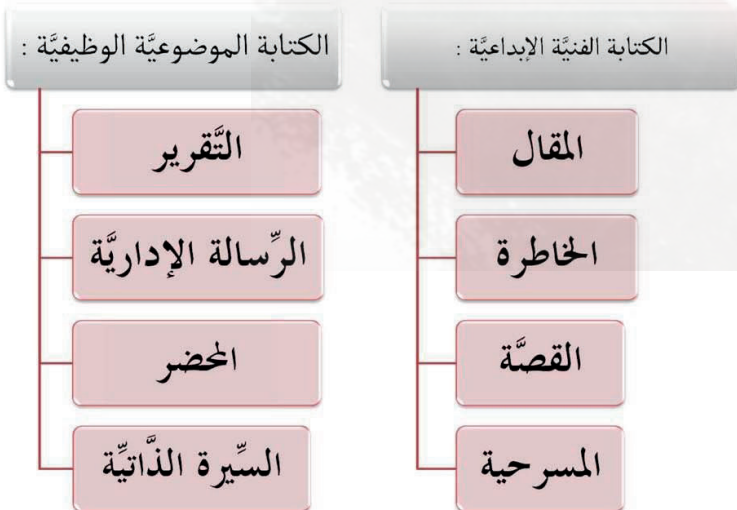 الكتابة الفنيَّة الإبداعيَّة :
المقال
الخاطرة
القصَّة
المسرحية
الكتابة الموضوعيَّة الوظيفيَّة :
التَّقرير
الرِّسالة الإداريَّة
المحضر
السِّيرة الذَّاتيِّة